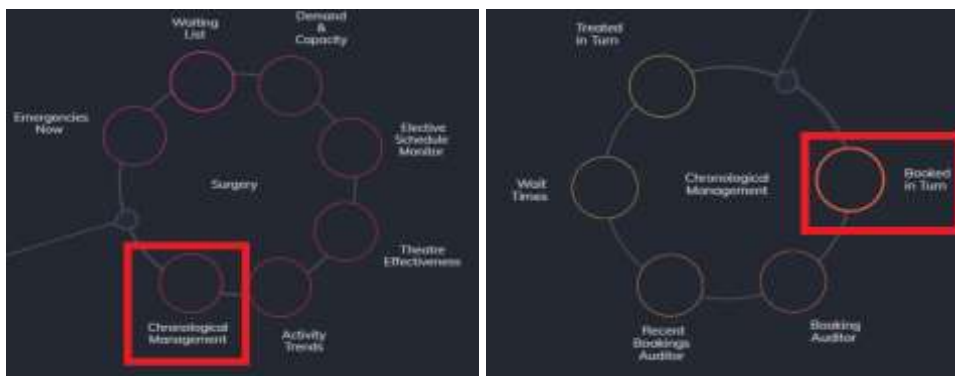 Waiting
List
Demand
&
Capacity
Emergencies
Now
Elective
Schedule
Monitor
Surgery
Theatre
Effectiveness
Chronological
Management
Activity
Trends
Treated
in Turn
Wait
Times
Chronological
Management
Booked
in Turn
Recent
Bookings
Auditor
Booking
Auditor